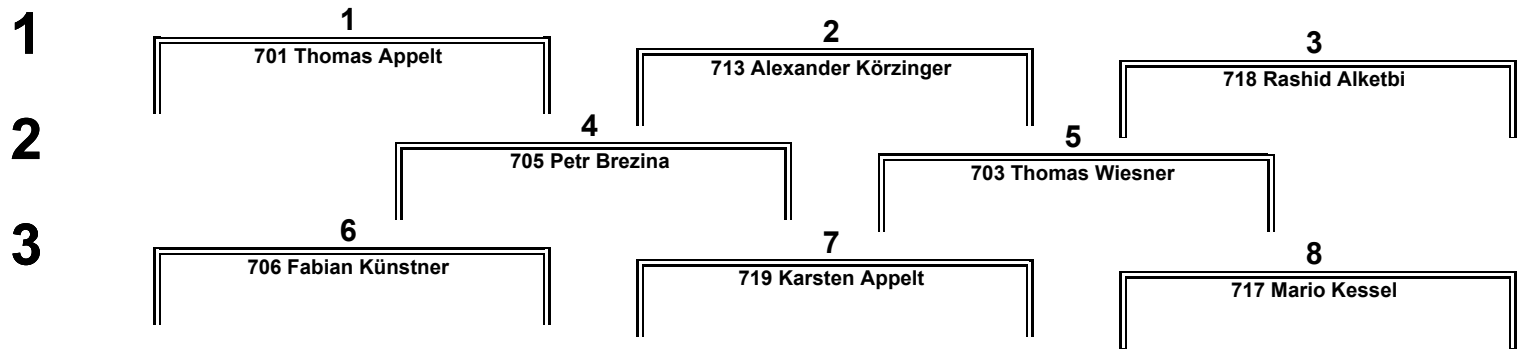 1
1
701 Thomas Appelt
2
713 Alexander Körzinger
3
718 Rashid Alketbi
2
4
705 Petr Brezina
5
703 Thomas Wiesner
3
6
706 Fabian Künstner
7
719 Karsten Appelt
8
717 Mario Kessel